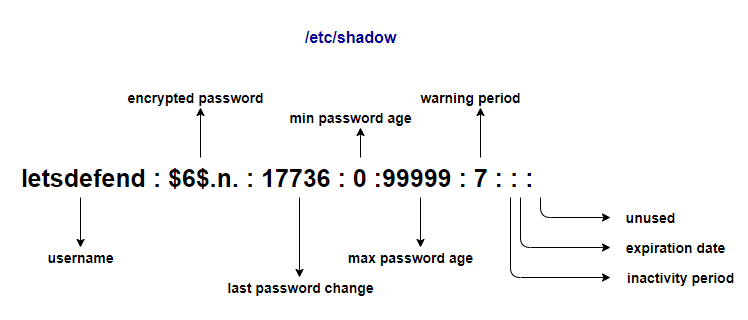 /etc/shadow
encrypted password
warning period
min password age
letsdefend : $6$.n. : 17736 : 0 :99999 : 7 : : :
unused
expiration date
username
max password age
inactivity period
last password change